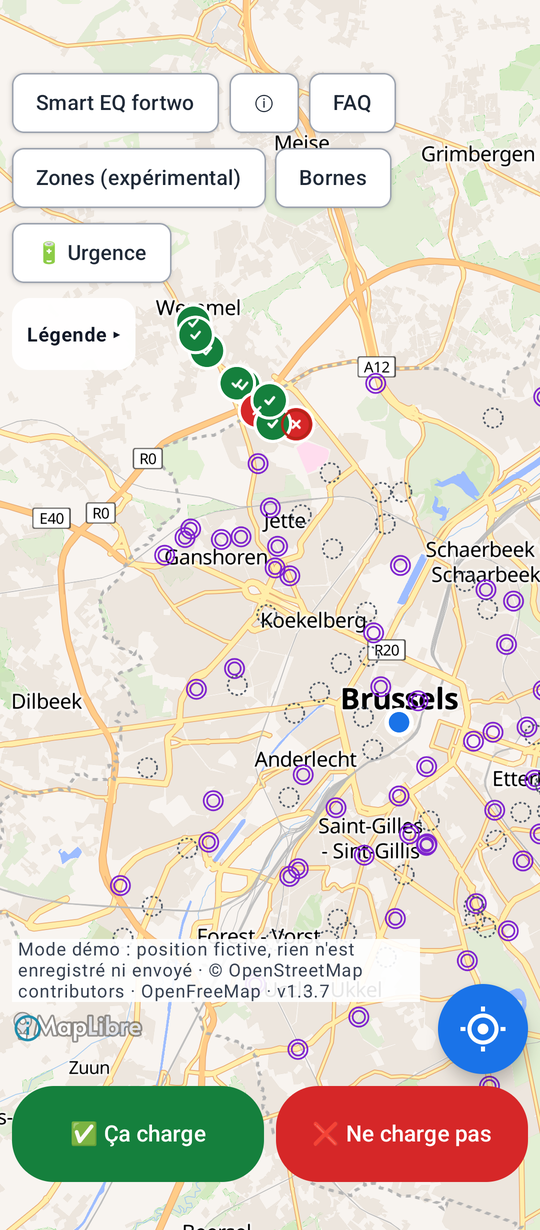 Smart EQ fortwo
FAQ
Meise
Grimbergen
Zones (expérimental)
Bornes
🔋 Urgence
Légende ▸
A12
R0
E40
R0
Jette
Ganshoren
Schaerbeek
Schaarbeek
Koekelberg
R20
Dilbeek
Brussels
Anderlecht
Saint-Gilles
- Sint-Gillis
Forest - Vorst
Mode démo : position fictive, rien n'est
enregistré ni envoyé · © OpenStreetMap
contributors · OpenFreeMap · v1.3.7
MapLibre
Zuun
✅ Ça charge
❌ Ne charge pas